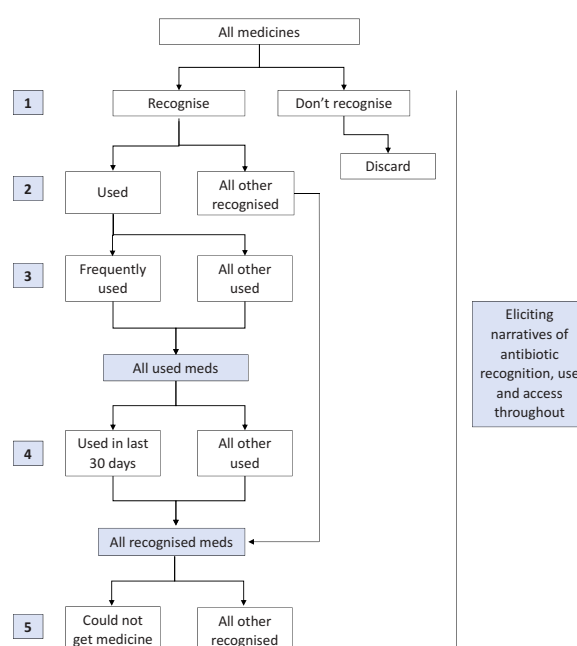 All medicines
1
Recognise
Don't recognise
Discard
2
Used
All other
recognised
3
Frequently
used
All other
used
Eliciting
narratives of
antibiotic
recognition, use
and access
throughout
All used meds
4
Used in last
30 days
All other
used
All recognised meds
5
Could not
get medicine
All other
recognised